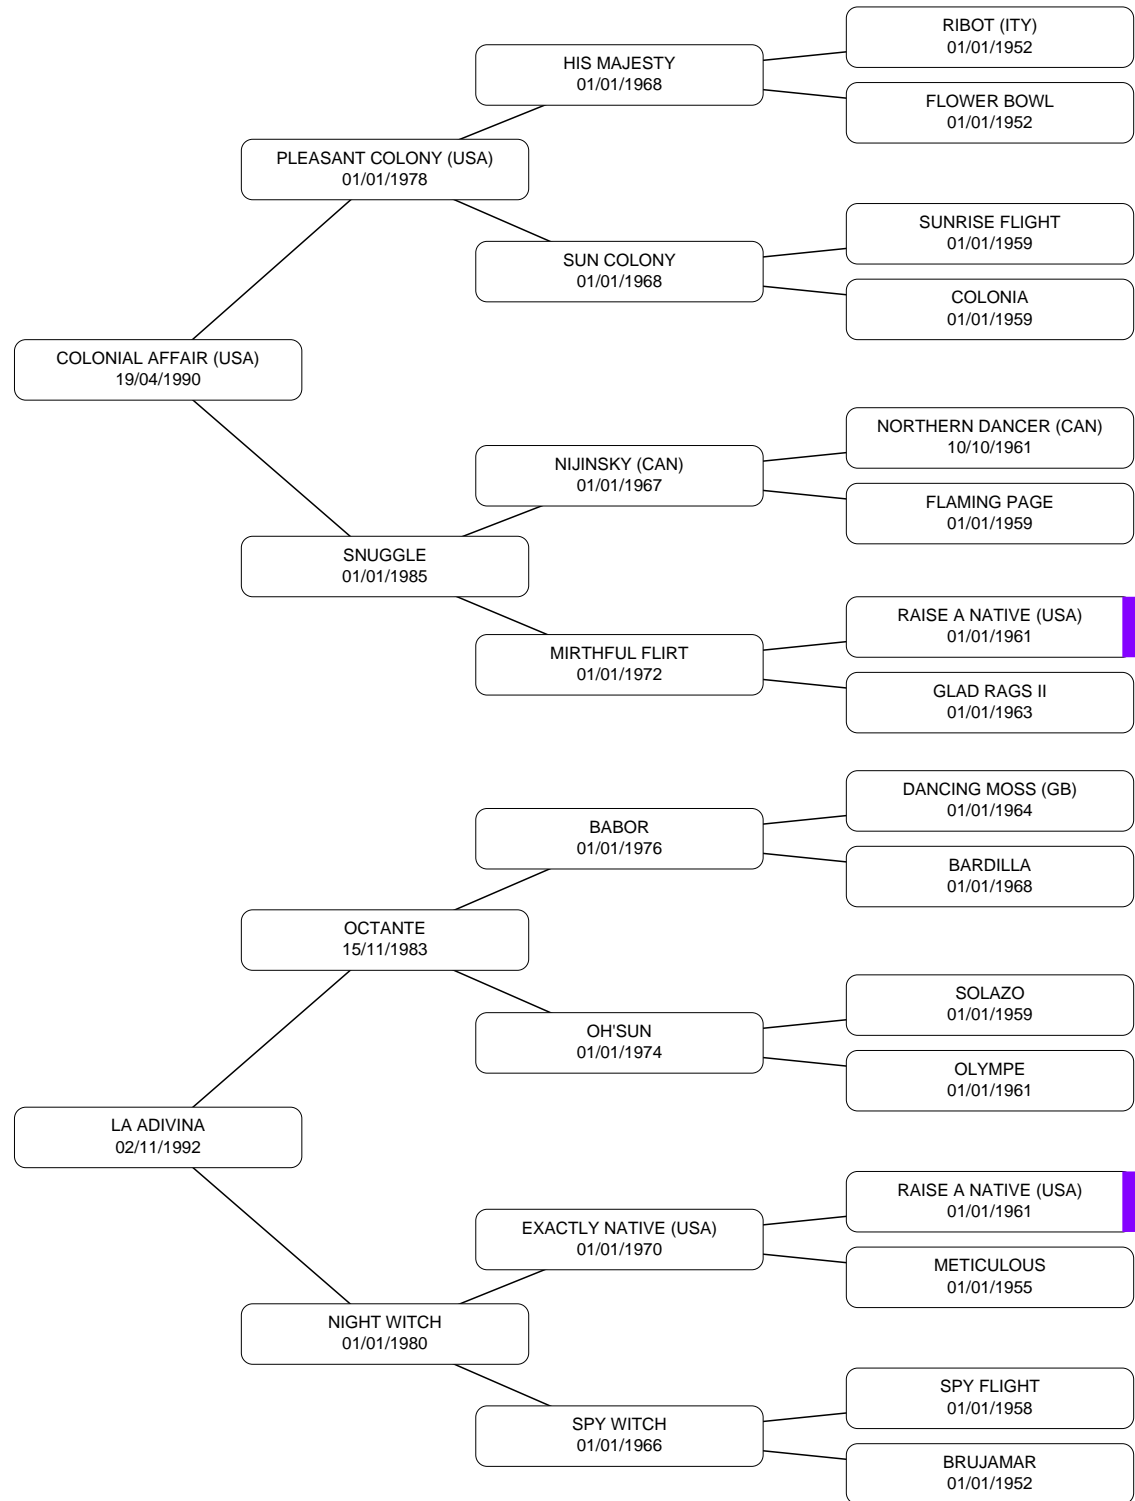 RIBOT (ITY)
01/01/1952
HIS MAJESTY
01/01/1968
FLOWER BOWL
01/01/1952
PLEASANT COLONY (USA)
01/01/1978
SUNRISE FLIGHT
01/01/1959
SUN COLONY
01/01/1968
COLONIA
01/01/1959
COLONIAL AFFAIR (USA)
19/04/1990
NORTHERN DANCER (CAN)
10/10/1961
NIJINSKY (CAN)
01/01/1967
FLAMING PAGE
01/01/1959
SNUGGLE
01/01/1985
RAISE A NATIVE (USA)
01/01/1961
MIRTHFUL FLIRT
01/01/1972
GLAD RAGS II
01/01/1963
DANCING MOSS (GB)
01/01/1964
BABOR
01/01/1976
BARDILLA
01/01/1968
OCTANTE
15/11/1983
SOLAZO
01/01/1959
OH'SUN
01/01/1974
OLYMPE
01/01/1961
LA ADIVINA
02/11/1992
RAISE A NATIVE (USA)
01/01/1961
EXACTLY NATIVE (USA)
01/01/1970
METICULOUS
01/01/1955
NIGHT WITCH
01/01/1980
SPY FLIGHT
01/01/1958
SPY WITCH
01/01/1966
BRUJAMAR
01/01/1952